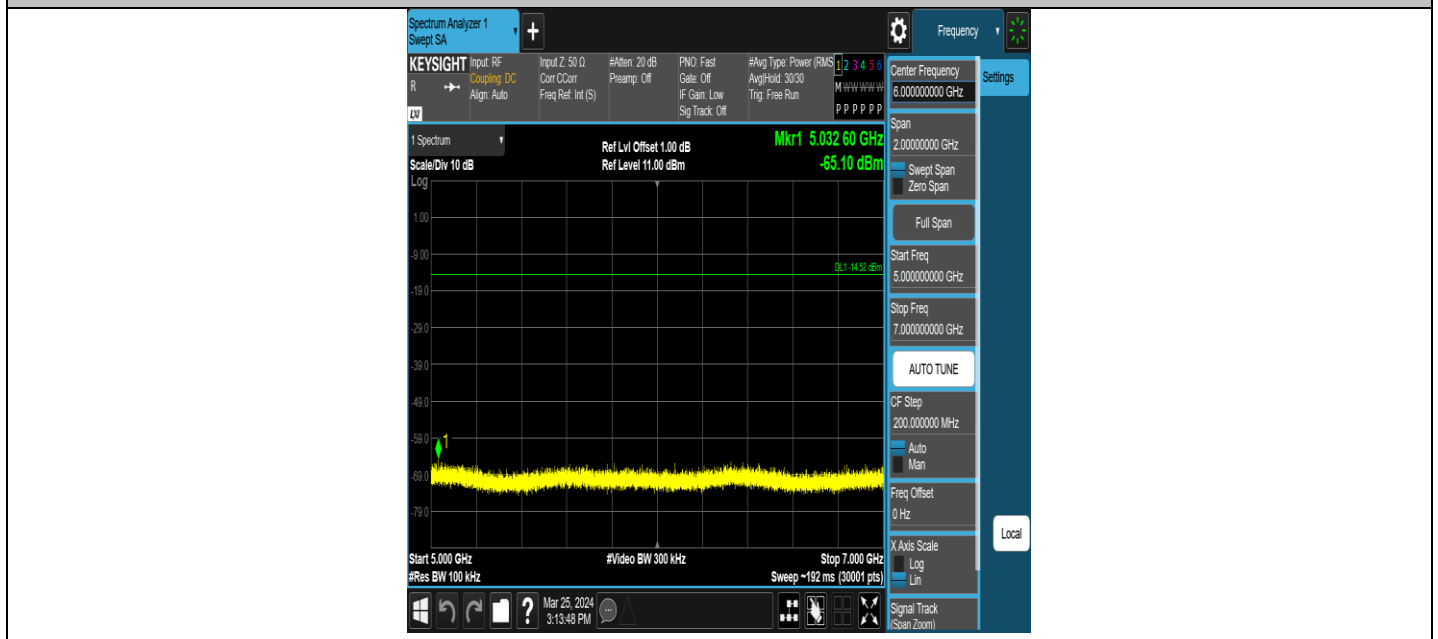 Spectrum Analyzer 1
Swept SA
+
Frequency
KEYSIGHT
R
LXI
Input: RF
Coupling: DC
Align: Auto
Input Z: 50 Ω
Corr CCorr
Freq Ref: Int (S)
#Atten: 20 dB
Preamp: Off
PNO: Fast
Gate: Off
IF Gain: Low
Sig Track: Off
#Avg Type: Power (RMS
Avg|Hold: 30/30
Trig: Free Run
1 2 3 4 5 6
M W W W W W
P P P P P P
1 Spectrum
Scale/Div 10 dB
Ref Lvl Offset 1.00 dB
Ref Level 11.00 dBm
Mkr1 5.032 60 GHz
-65.10 dBm
Log
1.00
-9.00
DL1 -14.52 dBm
-19.0
-29.0
-39.0
-49.0
-59.0
1
-69.0
-79.0
Start 5.000 GHz
#Video BW 300 kHz
Stop 7.000 GHz
#Res BW 100 kHz
Sweep ~192 ms (30001 pts)
?
Mar 25, 2024
3:13:48 PM
Center Frequency
6.000000000 GHz
Settings
Span
2.00000000 GHz
Swept Span
Zero Span
Full Span
Start Freq
5.000000000 GHz
Stop Freq
7.000000000 GHz
AUTO TUNE
CF Step
200.000000 MHz
Auto
Man
Freq Offset
0 Hz
X Axis Scale
Log
Lin
Local
Signal Track
(Span Zoom)